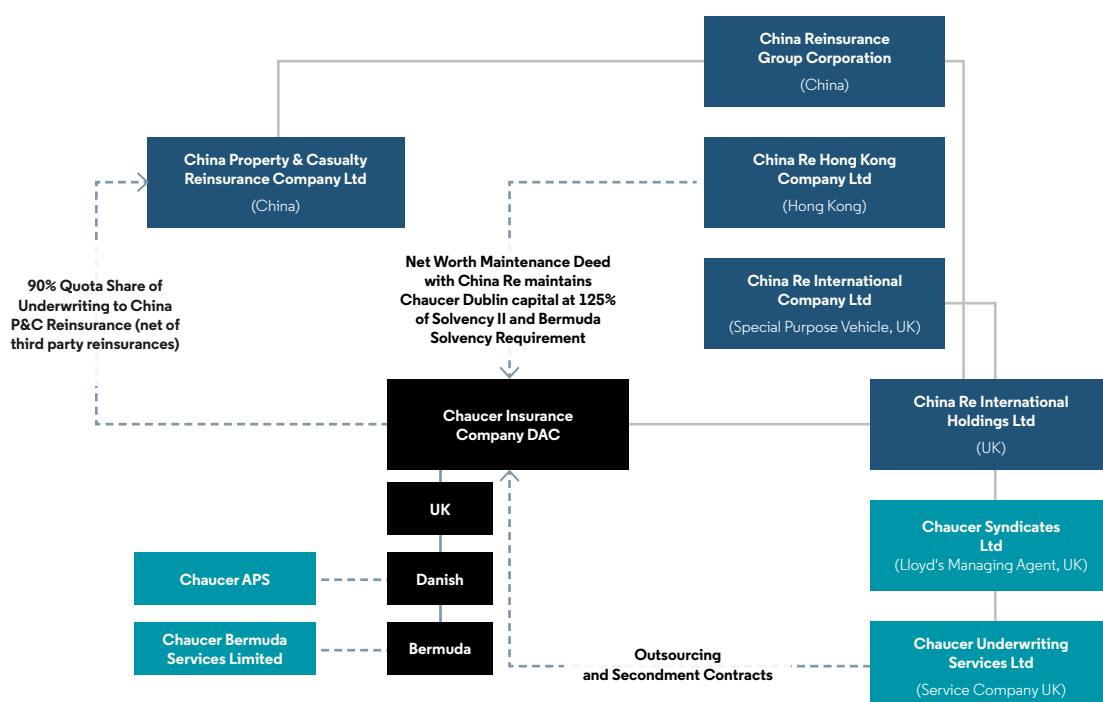 China Reinsurance
Group Corporation
(China)
China Property & Casualty
Reinsurance Company Ltd
(China)
China Re Hong Kong
Company Ltd
(Hong Kong)
90% Quota Share of
Underwriting to China
P&C Reinsurance (net of
third party reinsurances)
Net Worth Maintenance Deed
with China Re maintains
Chaucer Dublin capital at 125%
of Solvency II and Bermuda
Solvency Requirement
China Re International
Company Ltd
(Special Purpose Vehicle, UK)
Chaucer Insurance
Company DAC
China Re International
Holdings Ltd
(UK)
UK
Chaucer Syndicates
Ltd
(Lloyd's Managing Agent, UK)
Chaucer APS
Danish
Chaucer Bermuda
Services Limited
Bermuda
Outsourcing
and Secondment Contracts
Chaucer Underwriting
Services Ltd
(Service Company UK)